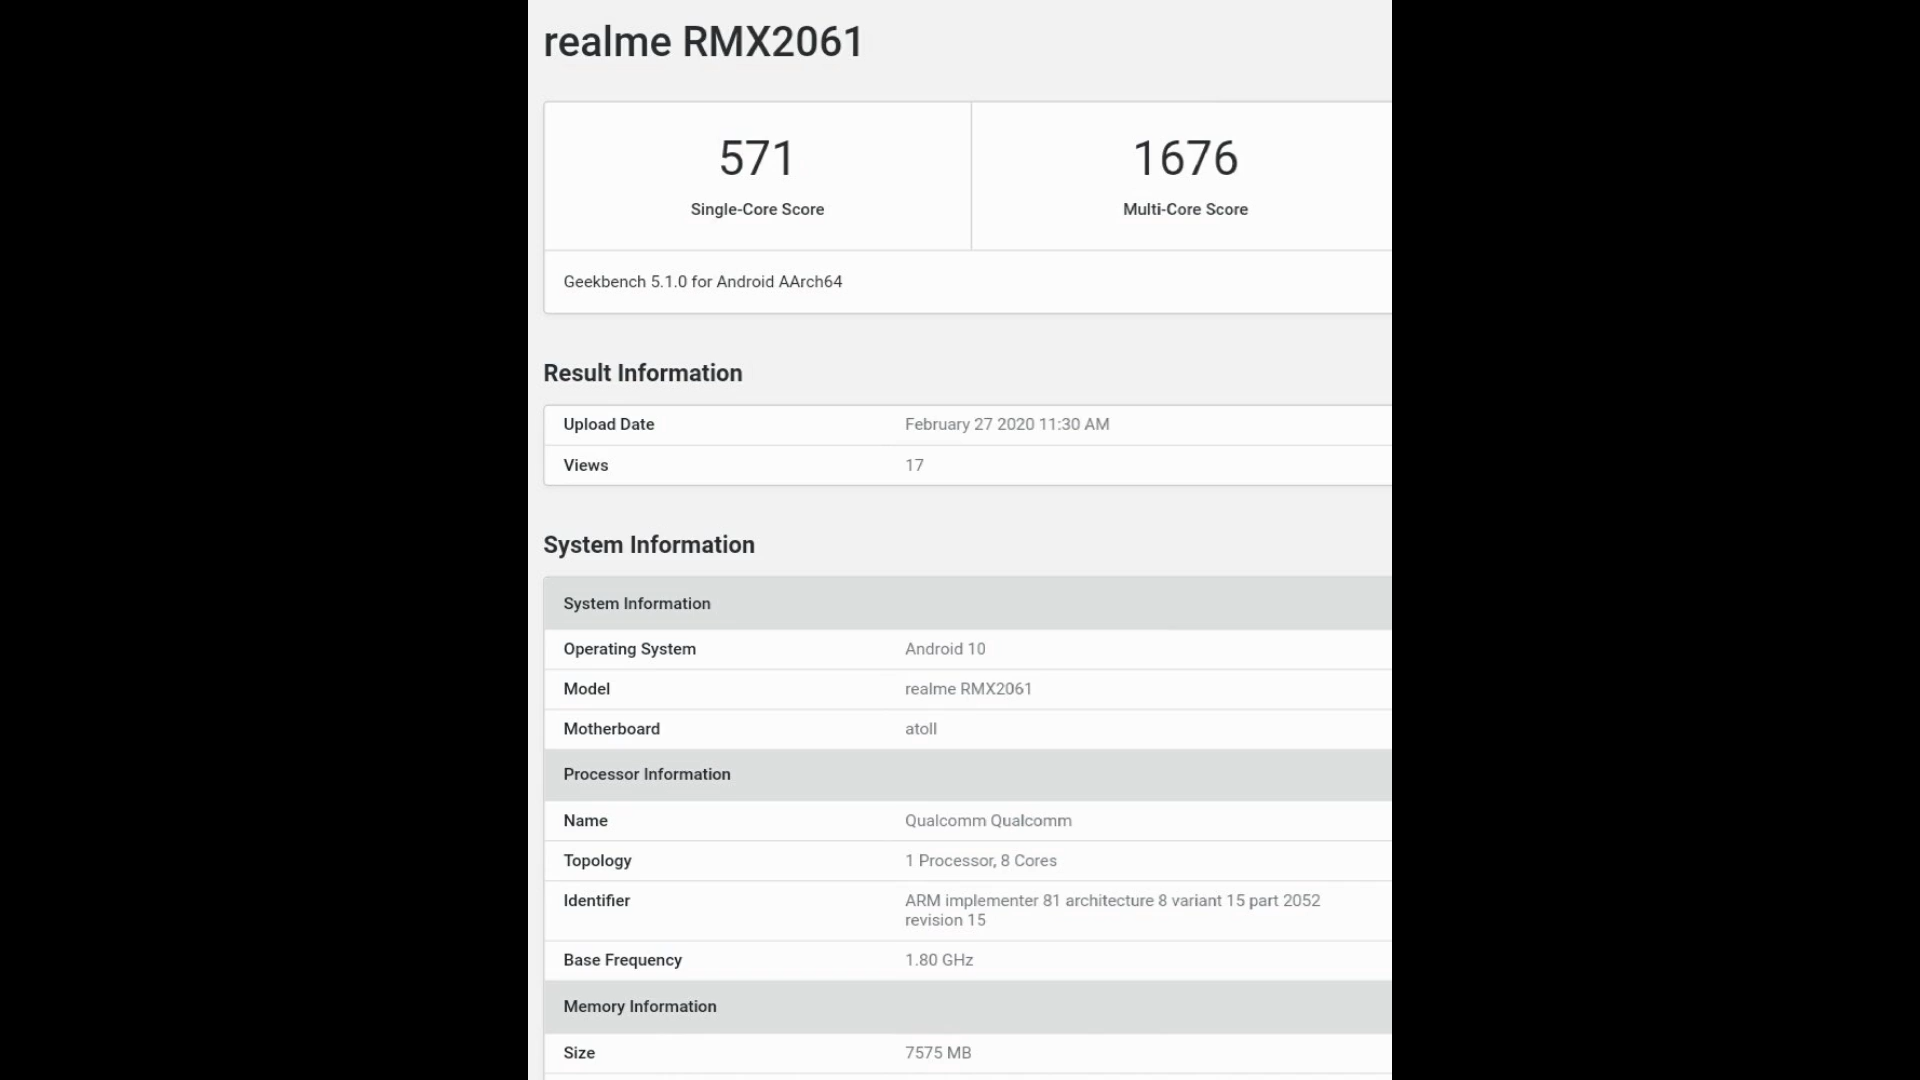 realme RMX2061
571
Single-Core Score
1676
Multi-Core Score
Geekbench 5.1.0 for Android AArch64
Result Information
Upload Date February 27 2020 11:30 AM
Views 17
System Information
System Information
Operating System Android 10
Model realme RMX2061
Motherboard atoll
Processor Information
Name Qualcomm Qualcomm
Topology 1 Processor, 8 Cores
Identifier ARM implementer 81 architecture 8 variant 15 part 2052
revision 15
Base Frequency 1.80 GHz
Memory Information
Size 7575 MB